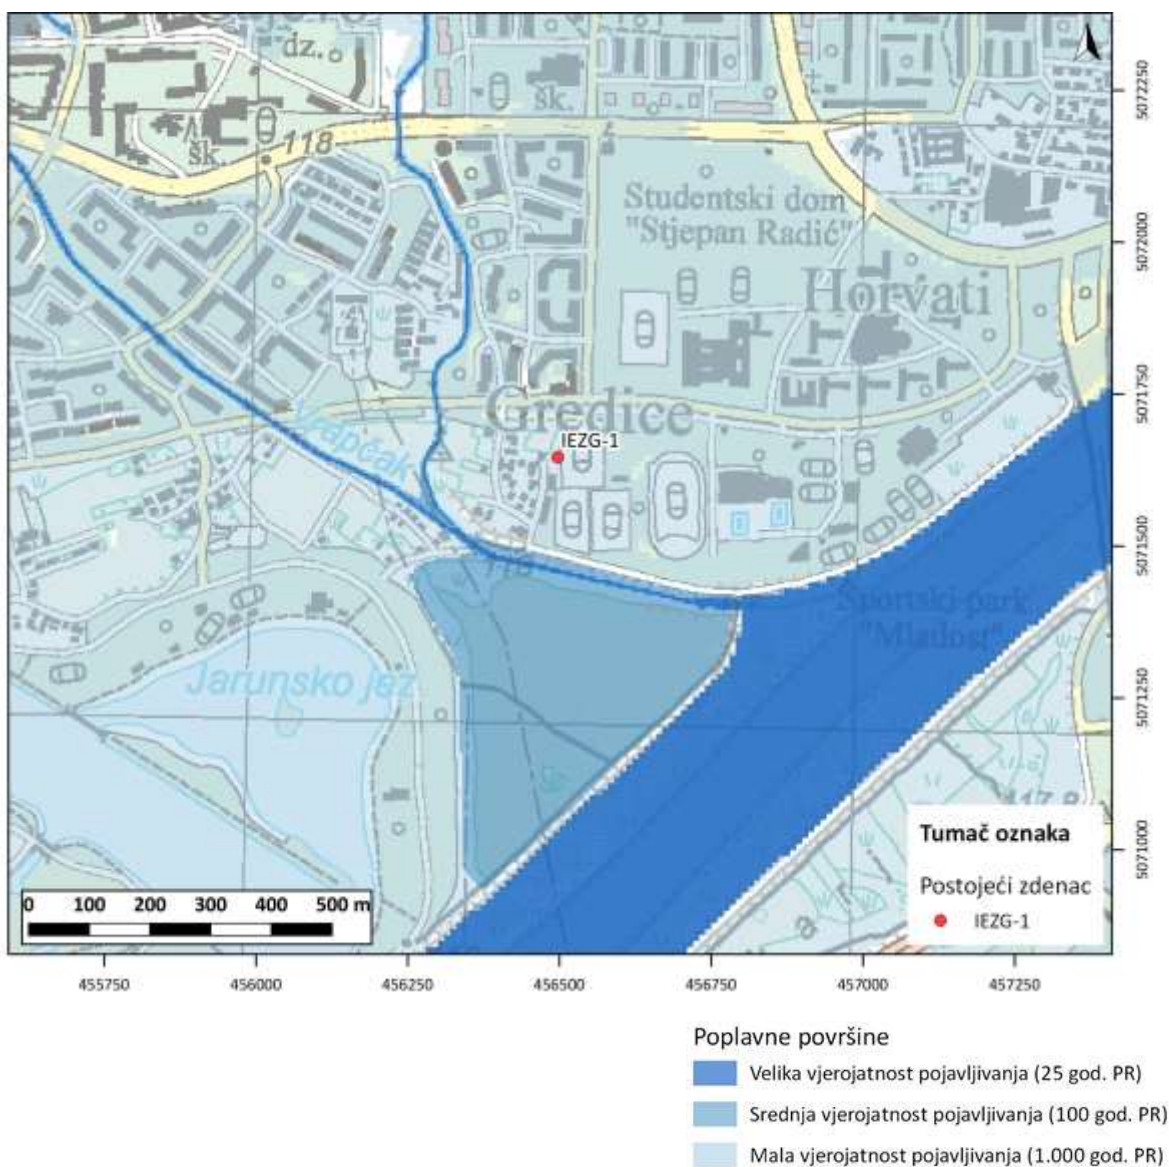 dz.
šk.
šk.
118
5072250
Studentski dom
"Stjepan Radić"
5072000
Horvati
5071750
Gredice
IEZG-1
Vrapčak
5071500
Sportski park
"Mladost"
Jarunsko jez
5071250
Tumač oznaka
Postojeći zdenac
IEZG-1
5071000
0 100 200 300 400 500 m
455750 456000 456250 456500 456750 457000 457250
Poplavne površine
Velika vjerojatnost pojavljivanja (25 god. PR)
Srednja vjerojatnost pojavljivanja (100 god. PR)
Mala vjerojatnost pojavljivanja (1.000 god. PR)